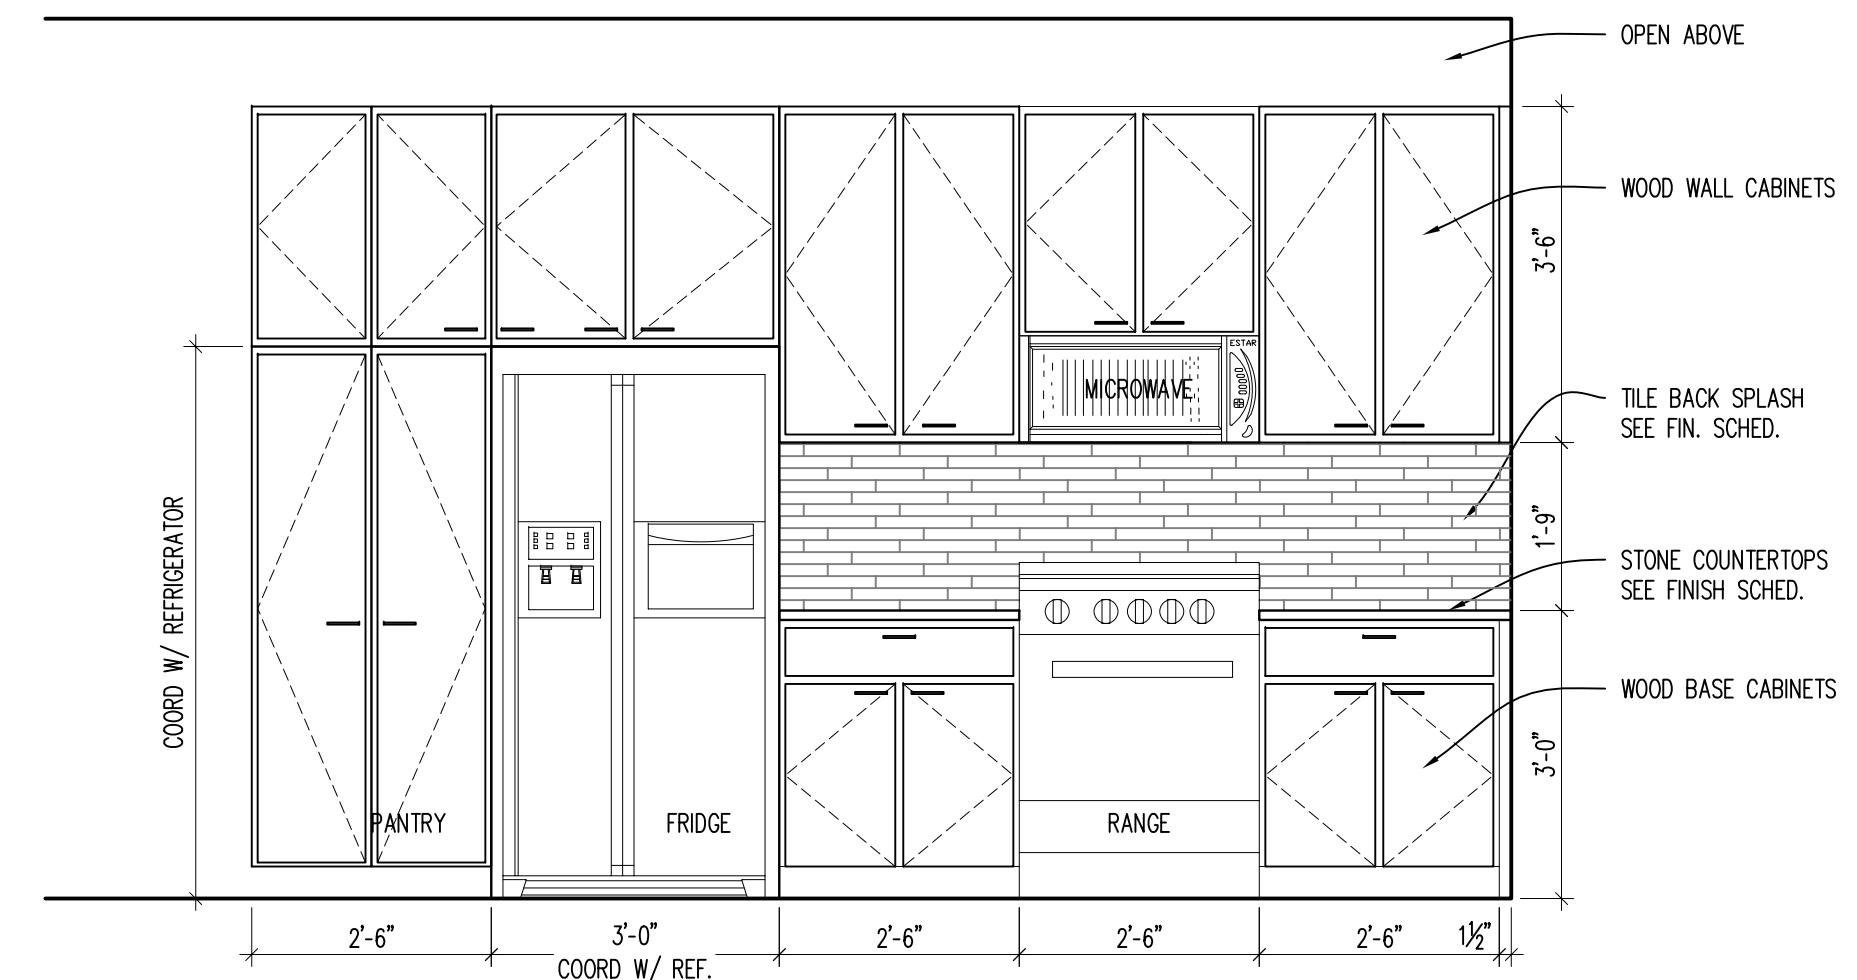 OPEN ABOVE
WOOD WALL CABINETS
3'-6"
ESTAR
MICROWAVE
TILE BACK SPLASH
SEE FIN. SCHED.
1'-9"
STONE COUNTERTOPS
SEE FINISH SCHED.
COORD W/ REFRIGERATOR
WOOD BASE CABINETS
3'-0"
PANTRY
FRIDGE
RANGE
2'-6"
3'-0"
COORD W/ REF.
2'-6"
2'-6"
2'-6"
1½"